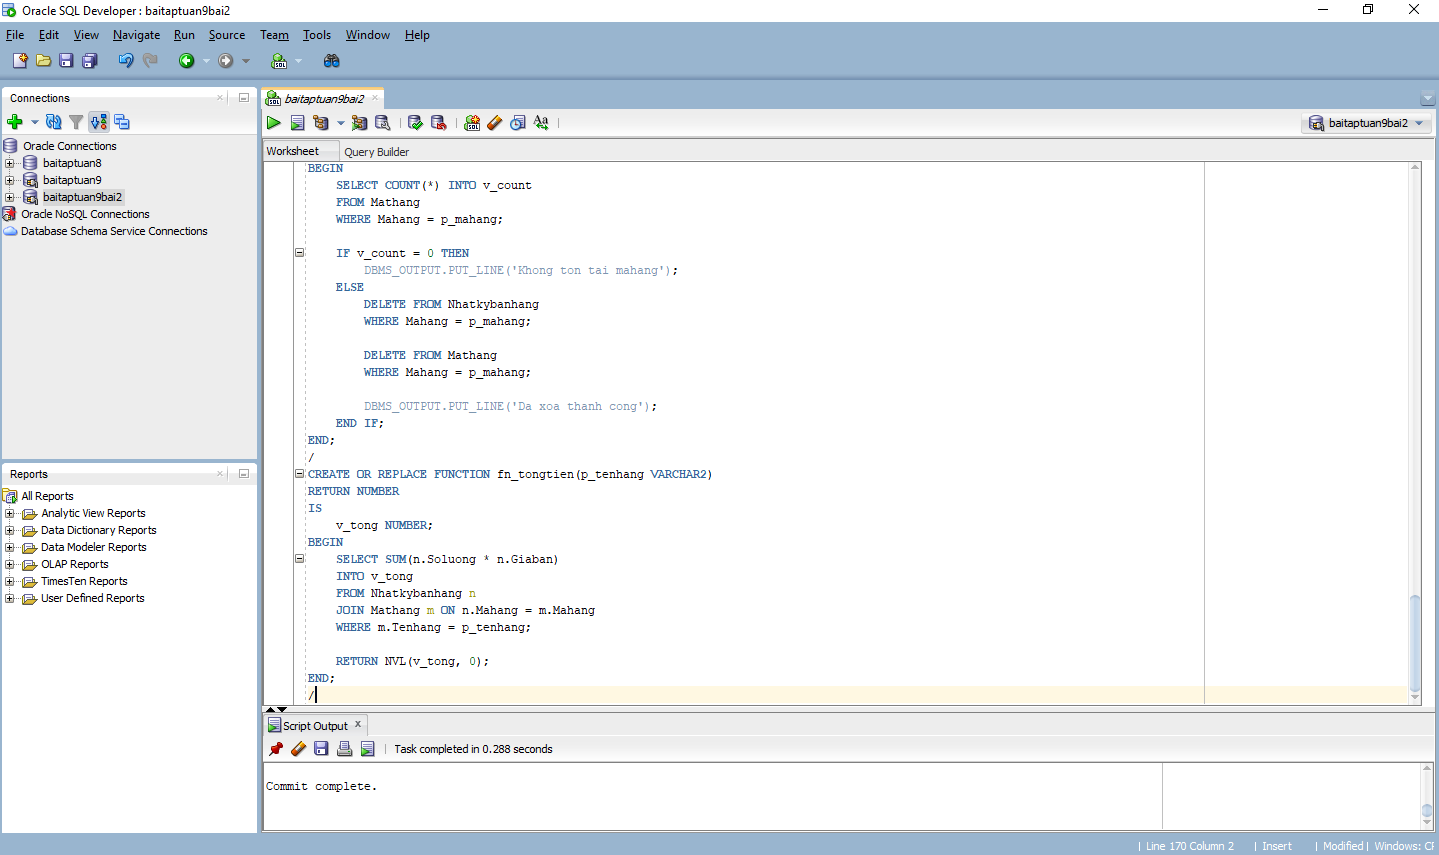 Oracle SQL Developer : baitaptuan9bai2
File Edit View Navigate Run Source Team Tools Window Help
Connections
Oracle Connections
baitaptuan8
baitaptuan9
baitaptuan9bai2
Oracle NoSQL Connections
Database Schema Service Connections
Reports
All Reports
Analytic View Reports
Data Dictionary Reports
Data Modeler Reports
OLAP Reports
TimesTen Reports
User Defined Reports
baitaptuan9bai2
baitaptuan9bai2
Worksheet Query Builder
BEGIN
SELECT COUNT(*) INTO v_count
FROM Mathang
WHERE Mahang = p_mahang;
IF v_count = 0 THEN
DBMS_OUTPUT.PUT_LINE('Khong ton tai mahang');
ELSE
DELETE FROM Nhatkybanhang
WHERE Mahang = p_mahang;
DELETE FROM Mathang
WHERE Mahang = p_mahang;
DBMS_OUTPUT.PUT_LINE('Da xoa thanh cong');
END IF;
END;
/
CREATE OR REPLACE FUNCTION fn_tongtien(p_tenhang VARCHAR2)
RETURN NUMBER
IS
v_tong NUMBER;
BEGIN
SELECT SUM(n.Soluong * n.Giaban)
INTO v_tong
FROM Nhatkybanhang n
JOIN Mathang m ON n.Mahang = m.Mahang
WHERE m.Tenhang = p_tenhang;
RETURN NVL(v_tong, 0);
END;
/
Script Output
Task completed in 0.288 seconds
Commit complete.
Line 170 Column 2 | Insert | Modified | Windows: CF